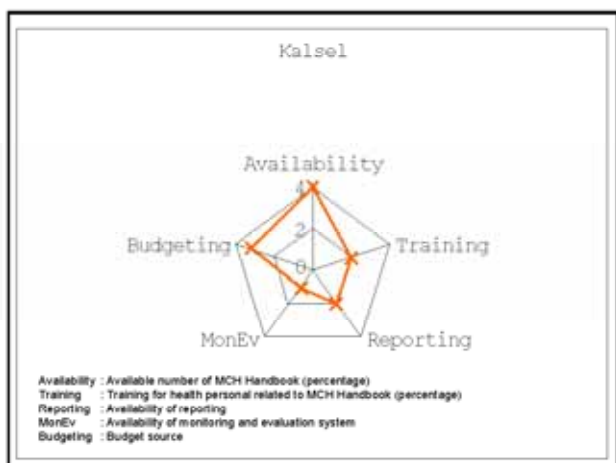 Kalsel
Availability
4
2
Budgeting
Training
0
MonEv
Reporting
Availability : Available number of MCH Handbook (percentage)
Training : Training for health personal related to MCH Handbook (percentage)
Reporting : Availability of reporting
MonEv : Availability of monitoring and evaluation system
Budgeting : Budget source